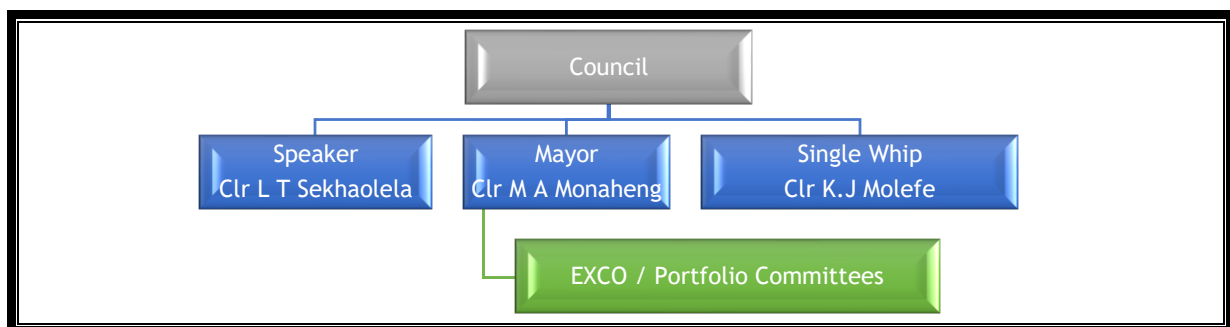 Council
Speaker
Clr L T Sekhaolela
Mayor
Clr M A Monaheng
Single Whip
Clr K.J Molefe
EXCO / Portfolio Committees